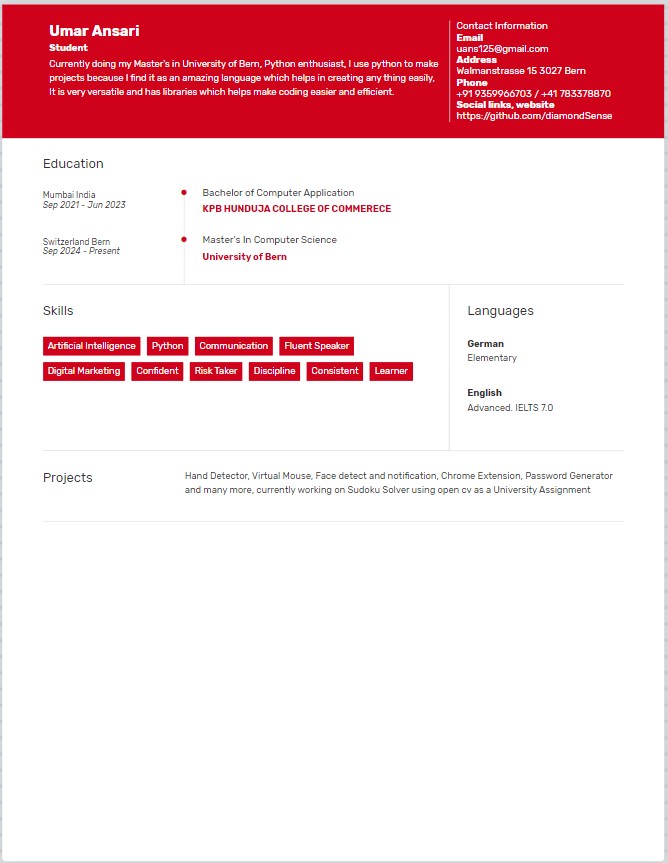 Umar Ansari
Student
Currently doing my Master's in University of Bern, Python enthusiast, I use python to make
projects because I find it as an amazing language which helps in creating any thing easily,
It is very versatile and has libraries which helps make coding easier and efficient.
Contact Information
Email
uans125@gmail.com
Address
Walmanstrasse 15 3027 Bern
Phone
+91 9359966703 / +41 783378870
Social links, website
https://github.com/diamondSense
Education
Mumbai India
Sep 2021 - Jun 2023
Bachelor of Computer Application
KPB HUNDUJA COLLEGE OF COMMERECE
Switzerland Bern
Sep 2024 - Present
Master's In Computer Science
University of Bern
Skills
Artificial Intelligence Python Communication Fluent Speaker
Digital Marketing Confident Risk Taker Discipline Consistent Learner
Languages
German
Elementary
English
Advanced. IELTS 7.0
Projects
Hand Detector, Virtual Mouse, Face detect and notification, Chrome Extension, Password Generator
and many more, currently working on Sudoku Solver using open cv as a University Assignment